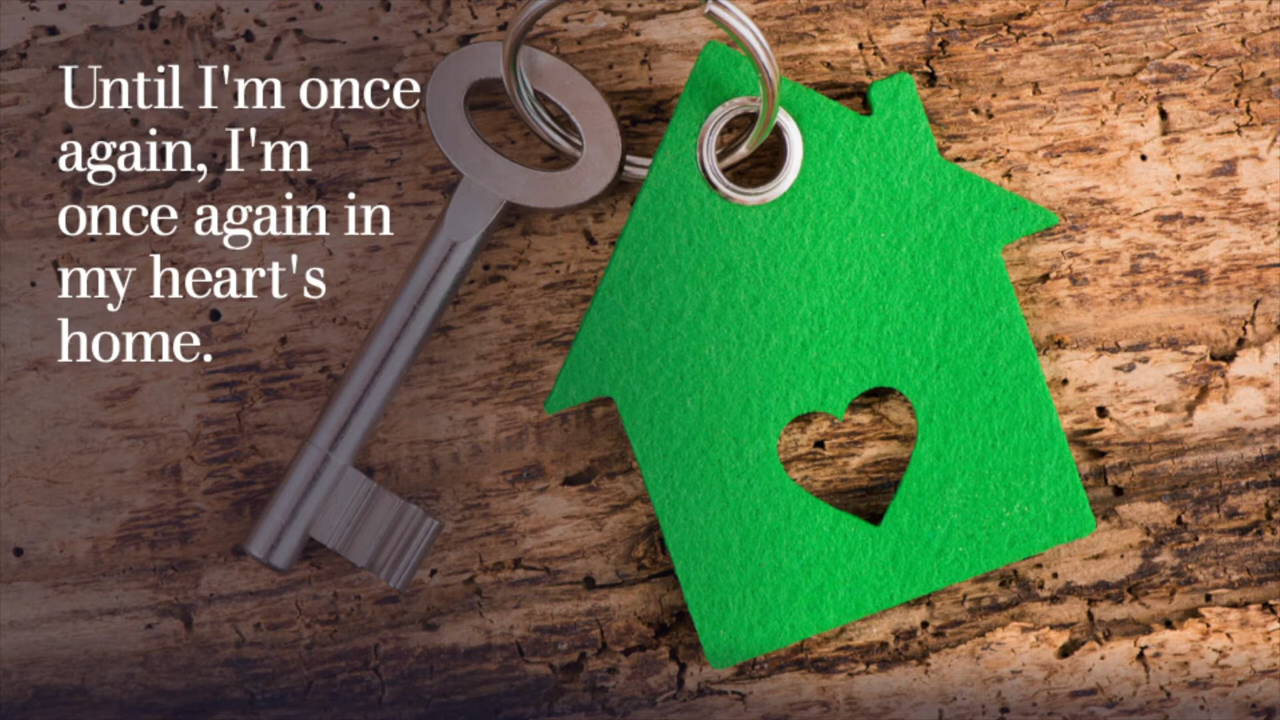 Until I'm once
again, I'm
once again in
my heart's
home.